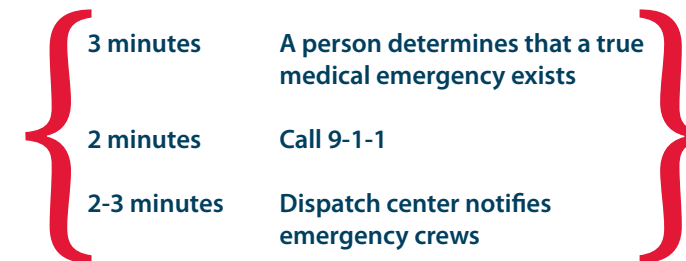 3 minutes A person determines that a true
medical emergency exists
2 minutes Call 9-1-1
2-3 minutes Dispatch center notifies
emergency crews